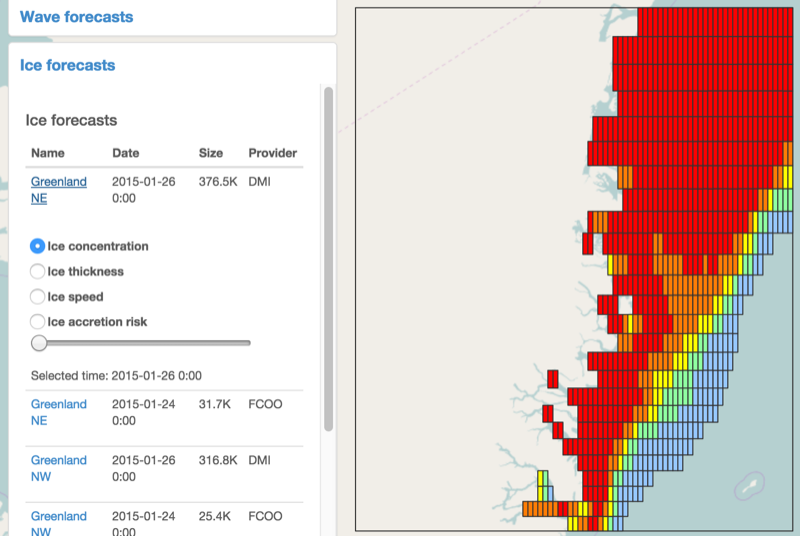 Wave forecasts
Ice forecasts
Ice forecasts
Name Date Size Provider
Greenland 2015-01-26 376.5K DMI
NE 0:00
Ice concentration
Ice thickness
Ice speed
Ice accretion risk
Selected time: 2015-01-26 0:00
Greenland 2015-01-24 31.7K FCOO
NE 0:00
Greenland 2015-01-26 316.8K DMI
NW 0:00
Greenland 2015-01-24 25.4K FCOO
NW 0:00